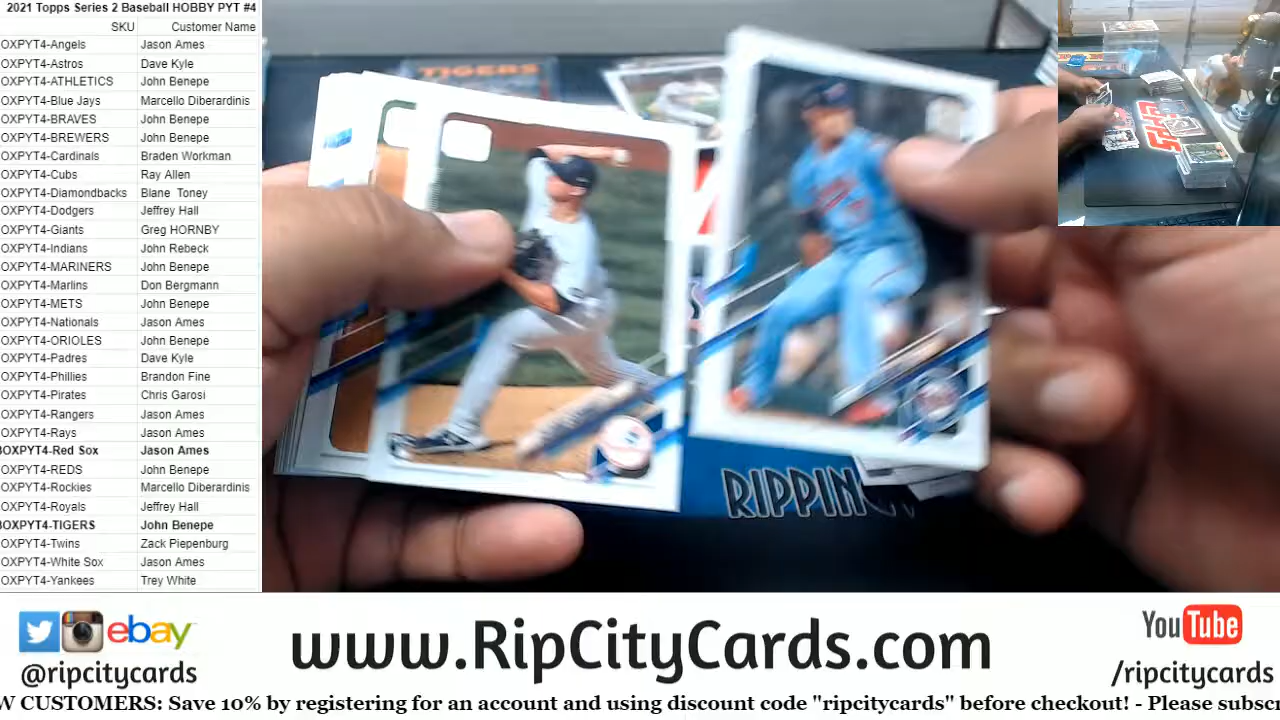 2021 Topps Series 2 Baseball HOBBY PYT #4
SKU Customer Name
OXPYT4-Angels Jason Ames
OXPYT4-Astros Dave Kyle
OXPYT4-ATHLETICS John Benepe
OXPYT4-Blue Jays Marcello Diberardinis
OXPYT4-BRAVES John Benepe
OXPYT4-BREWERS John Benepe
OXPYT4-Cardinals Braden Workman
OXPYT4-Cubs Ray Allen
OXPYT4-Diamondbacks Blane Toney
OXPYT4-Dodgers Jeffrey Hall
OXPYT4-Giants Greg HORNBY
OXPYT4-Indians John Rebeck
OXPYT4-MARINERS John Benepe
OXPYT4-Marlins Don Bergmann
OXPYT4-METS John Benepe
OXPYT4-Nationals Jason Ames
OXPYT4-ORIOLES John Benepe
OXPYT4-Padres Dave Kyle
OXPYT4-Phillies Brandon Fine
OXPYT4-Pirates Chris Garosi
OXPYT4-Rangers Jason Ames
OXPYT4-Rays Jason Ames
BOXPYT4-Red Sox Jason Ames
OXPYT4-REDS John Benepe
OXPYT4-Rockies Marcello Diberardinis
OXPYT4-Royals Jeffrey Hall
BOXPYT4-TIGERS John Benepe
OXPYT4-Twins Zack Piepenburg
OXPYT4-White Sox Jason Ames
OXPYT4-Yankees Trey White
TIGERS
RIPPIN
ebay
@ripcitycards
www.RipCityCards.com
YouTube
/ripcitycards
W CUSTOMERS: Save 10% by registering for an account and using discount code "ripcitycards" before checkout! - Please subsc